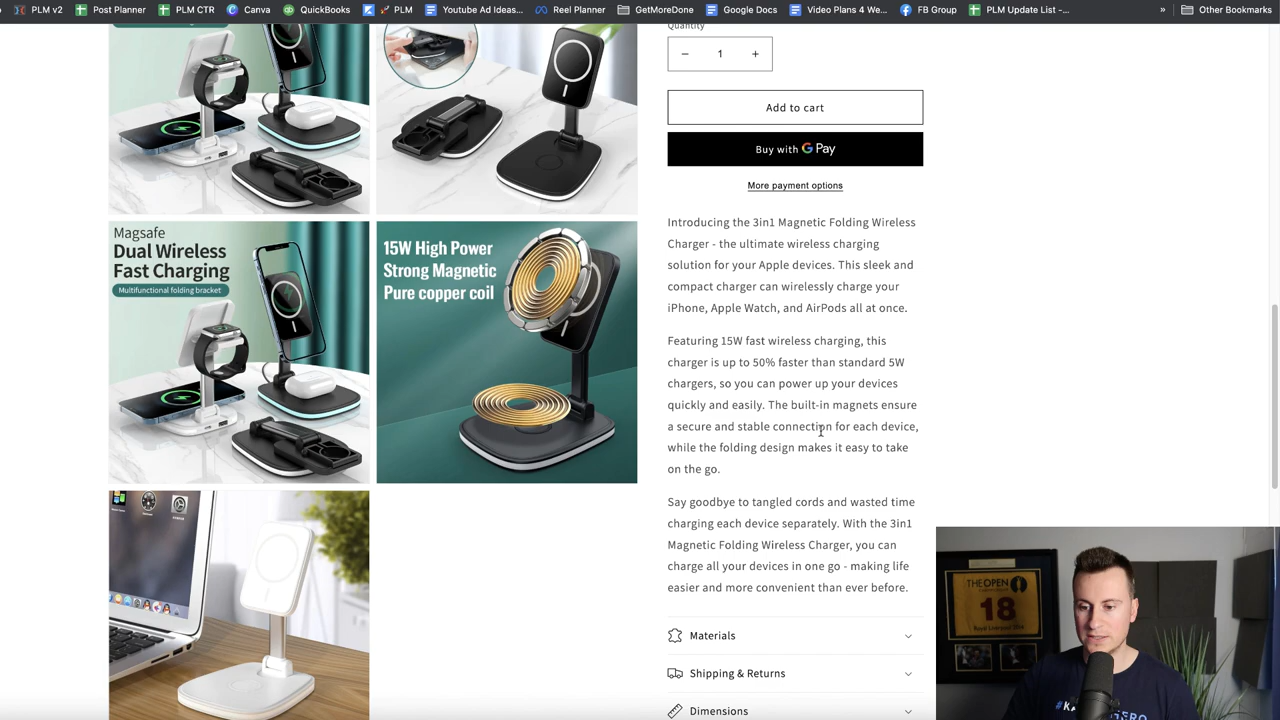 PLM v2
Post Planner
PLM CTR
Canva
QuickBooks
PLM
Youtube Ad Ideas...
Reel Planner
GetMoreDone
Google Docs
Video Plans 4 We...
FB Group
PLM Update List -...
»
Other Bookmarks
Quantity
− 1 +
Add to cart
Buy with G Pay
More payment options
Magsafe
Dual Wireless
Fast Charging
Multifunctional folding bracket
15W High Power
Strong Magnetic
Pure copper coil
Introducing the 3in1 Magnetic Folding Wireless
Charger - the ultimate wireless charging
solution for your Apple devices. This sleek and
compact charger can wirelessly charge your
iPhone, Apple Watch, and AirPods all at once.
Featuring 15W fast wireless charging, this
charger is up to 50% faster than standard 5W
chargers, so you can power up your devices
quickly and easily. The built-in magnets ensure
a secure and stable connection for each device,
while the folding design makes it easy to take
on the go.
Say goodbye to tangled cords and wasted time
charging each device separately. With the 3in1
Magnetic Folding Wireless Charger, you can
charge all your devices in one go - making life
easier and more convenient than ever before.
Materials
Shipping & Returns
Dimensions
THE OPEN
18
Royal Liverpool